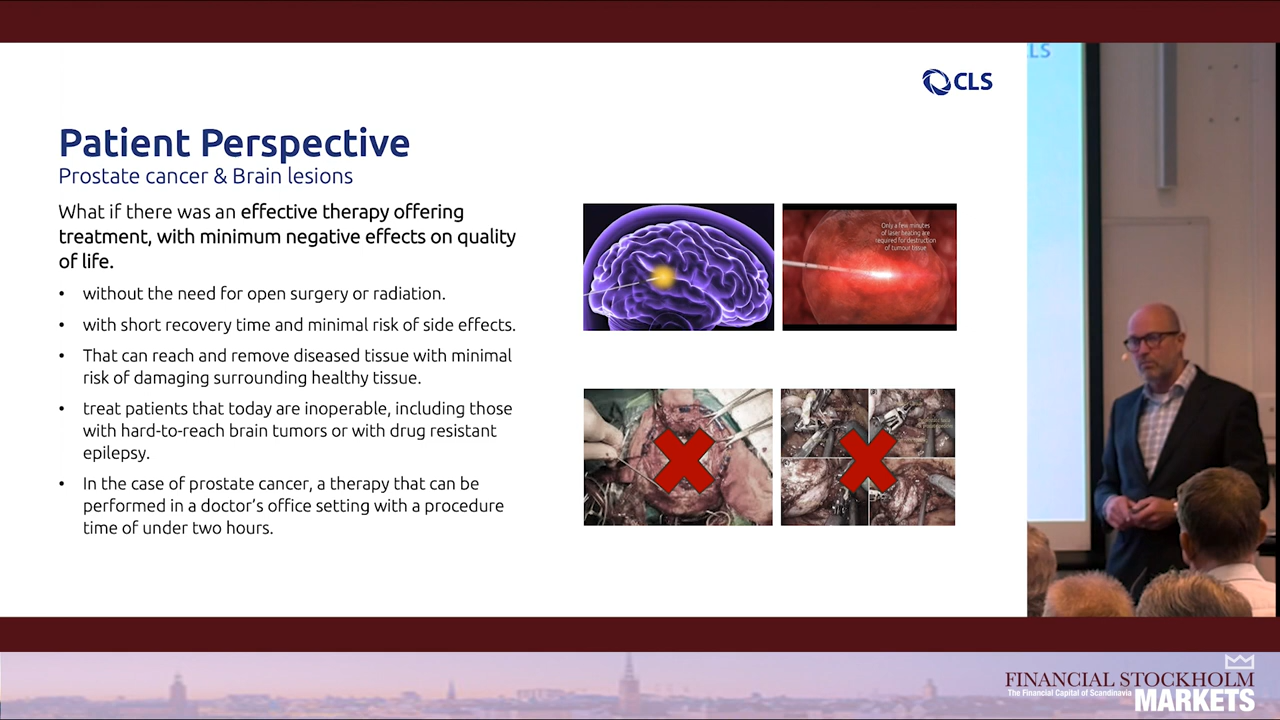 CLS
LS
Patient Perspective
Prostate cancer & Brain lesions
What if there was an effective therapy offering
treatment, with minimum negative effects on quality
of life.
• without the need for open surgery or radiation.
• with short recovery time and minimal risk of side effects.
• That can reach and remove diseased tissue with minimal
risk of damaging surrounding healthy tissue.
• treat patients that today are inoperable, including those
with hard-to-reach brain tumors or with drug resistant
epilepsy.
• In the case of prostate cancer, a therapy that can be
performed in a doctor's office setting with a procedure
time of under two hours.
Only a few minutes
of laser heating are
required for destruction
of tumour tissue
FINANCIAL STOCKHOLM
The Financial Capital of Scandinavia
MARKETS